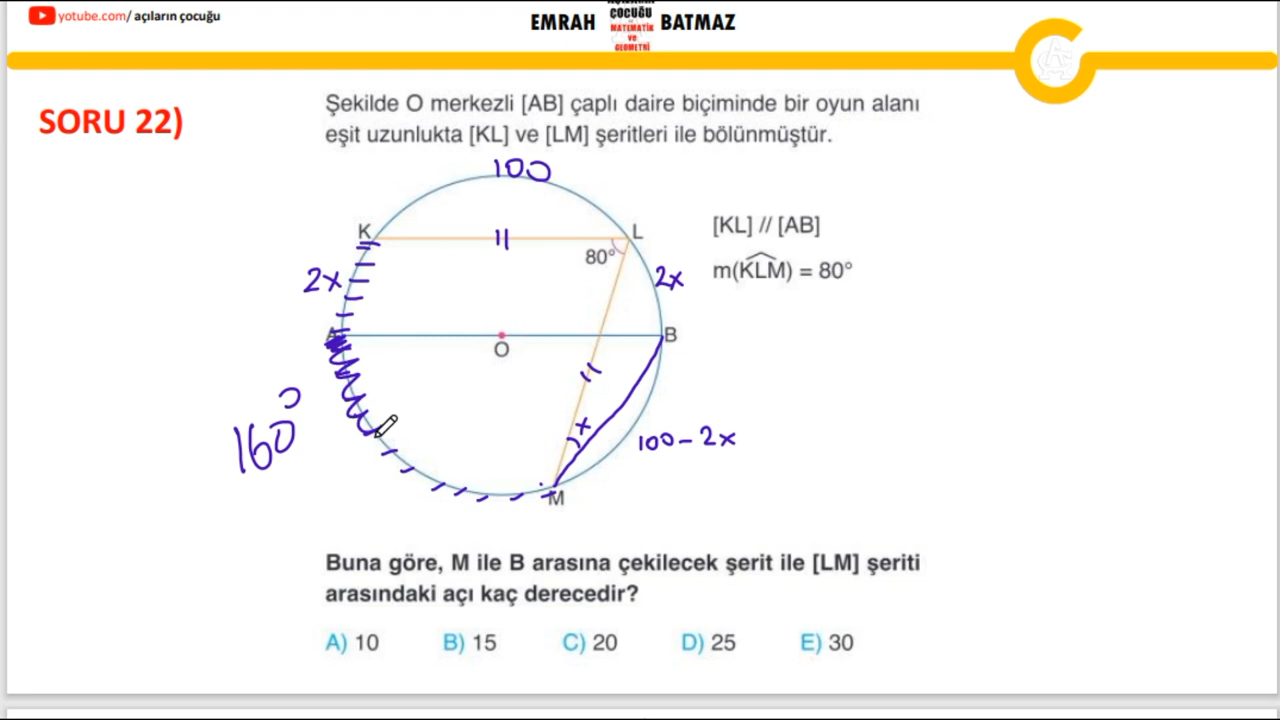 yotube.com/ açıların çocuğu
EMRAH
ÇOCUĞU
MATEMATİK
ve
GEOMETRİ
BATMAZ
SORU 22)
Şekilde O merkezli [AB] çaplı daire biçiminde bir oyun alanı
eşit uzunlukta [KL] ve [LM] şeritleri ile bölünmüştür.
100
K
L
80°
2x
2x
[KL] // [AB]
m(KLM) = 80°
A
O
B
160°
x
100-2x
M
Buna göre, M ile B arasına çekilecek şerit ile [LM] şeriti
arasındaki açı kaç derecedir?
A) 10 B) 15 C) 20 D) 25 E) 30